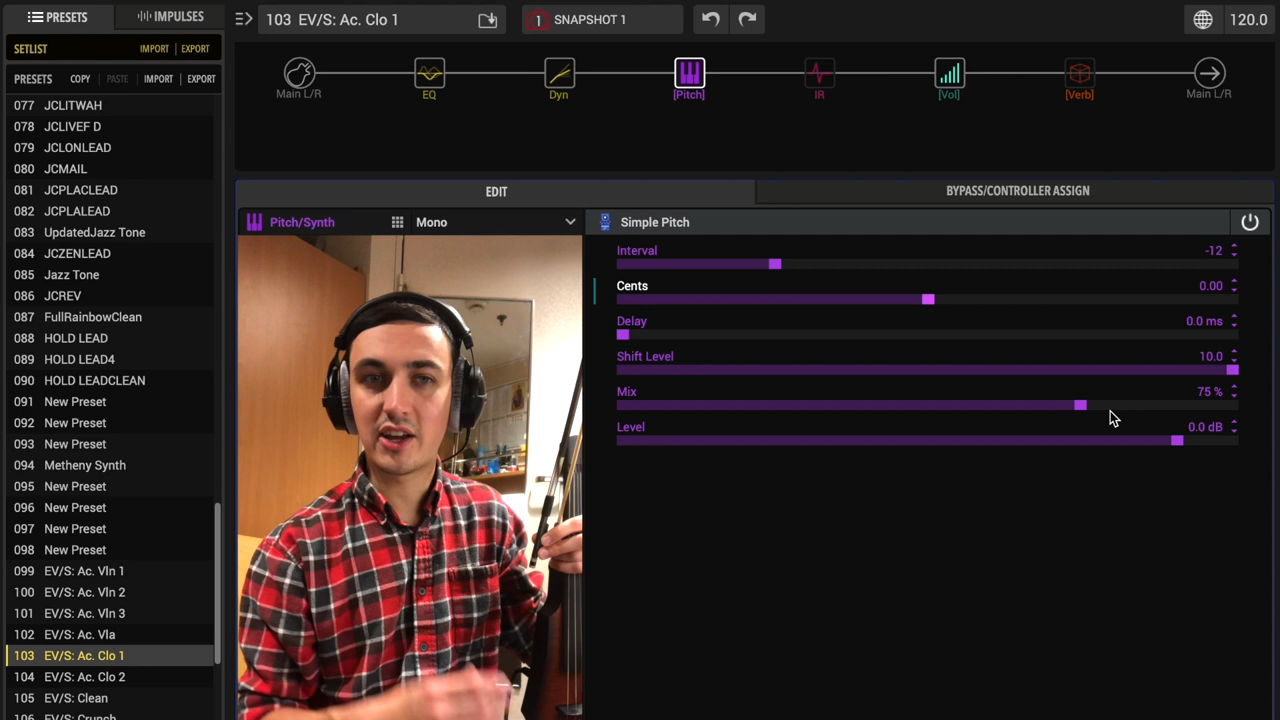 PRESETS
IMPULSES
103 EV/S: Ac. Clo 1
1
SNAPSHOT 1
120.0
SETLIST
IMPORT | EXPORT
PRESETS
COPY
PASTE
IMPORT
EXPORT
077 JCLITWAH
078 JCLIVEF D
079 JCLONLEAD
080 JCMAIL
081 JCPLACLEAD
082 JCPLALEAD
083 UpdatedJazz Tone
084 JCZENLEAD
085 Jazz Tone
086 JCREV
087 FullRainbowClean
088 HOLD LEAD
089 HOLD LEAD4
090 HOLD LEADCLEAN
091 New Preset
092 New Preset
093 New Preset
094 Metheny Synth
095 New Preset
096 New Preset
097 New Preset
098 New Preset
099 EV/S: Ac. Vln 1
100 EV/S: Ac. Vln 2
101 EV/S: Ac. Vln 3
102 EV/S: Ac. Vla
103 EV/S: Ac. Clo 1
104 EV/S: Ac. Clo 2
105 EV/S: Clean
106 EV/S: Crunch
Main L/R
EQ
Dyn
[Pitch]
IR
[Vol]
[Verb]
Main L/R
EDIT
BYPASS/CONTROLLER ASSIGN
Pitch/Synth
Mono
Simple Pitch
Interval -12
Cents 0.00
Delay 0.0 ms
Shift Level 10.0
Mix 75 %
Level 0.0 dB